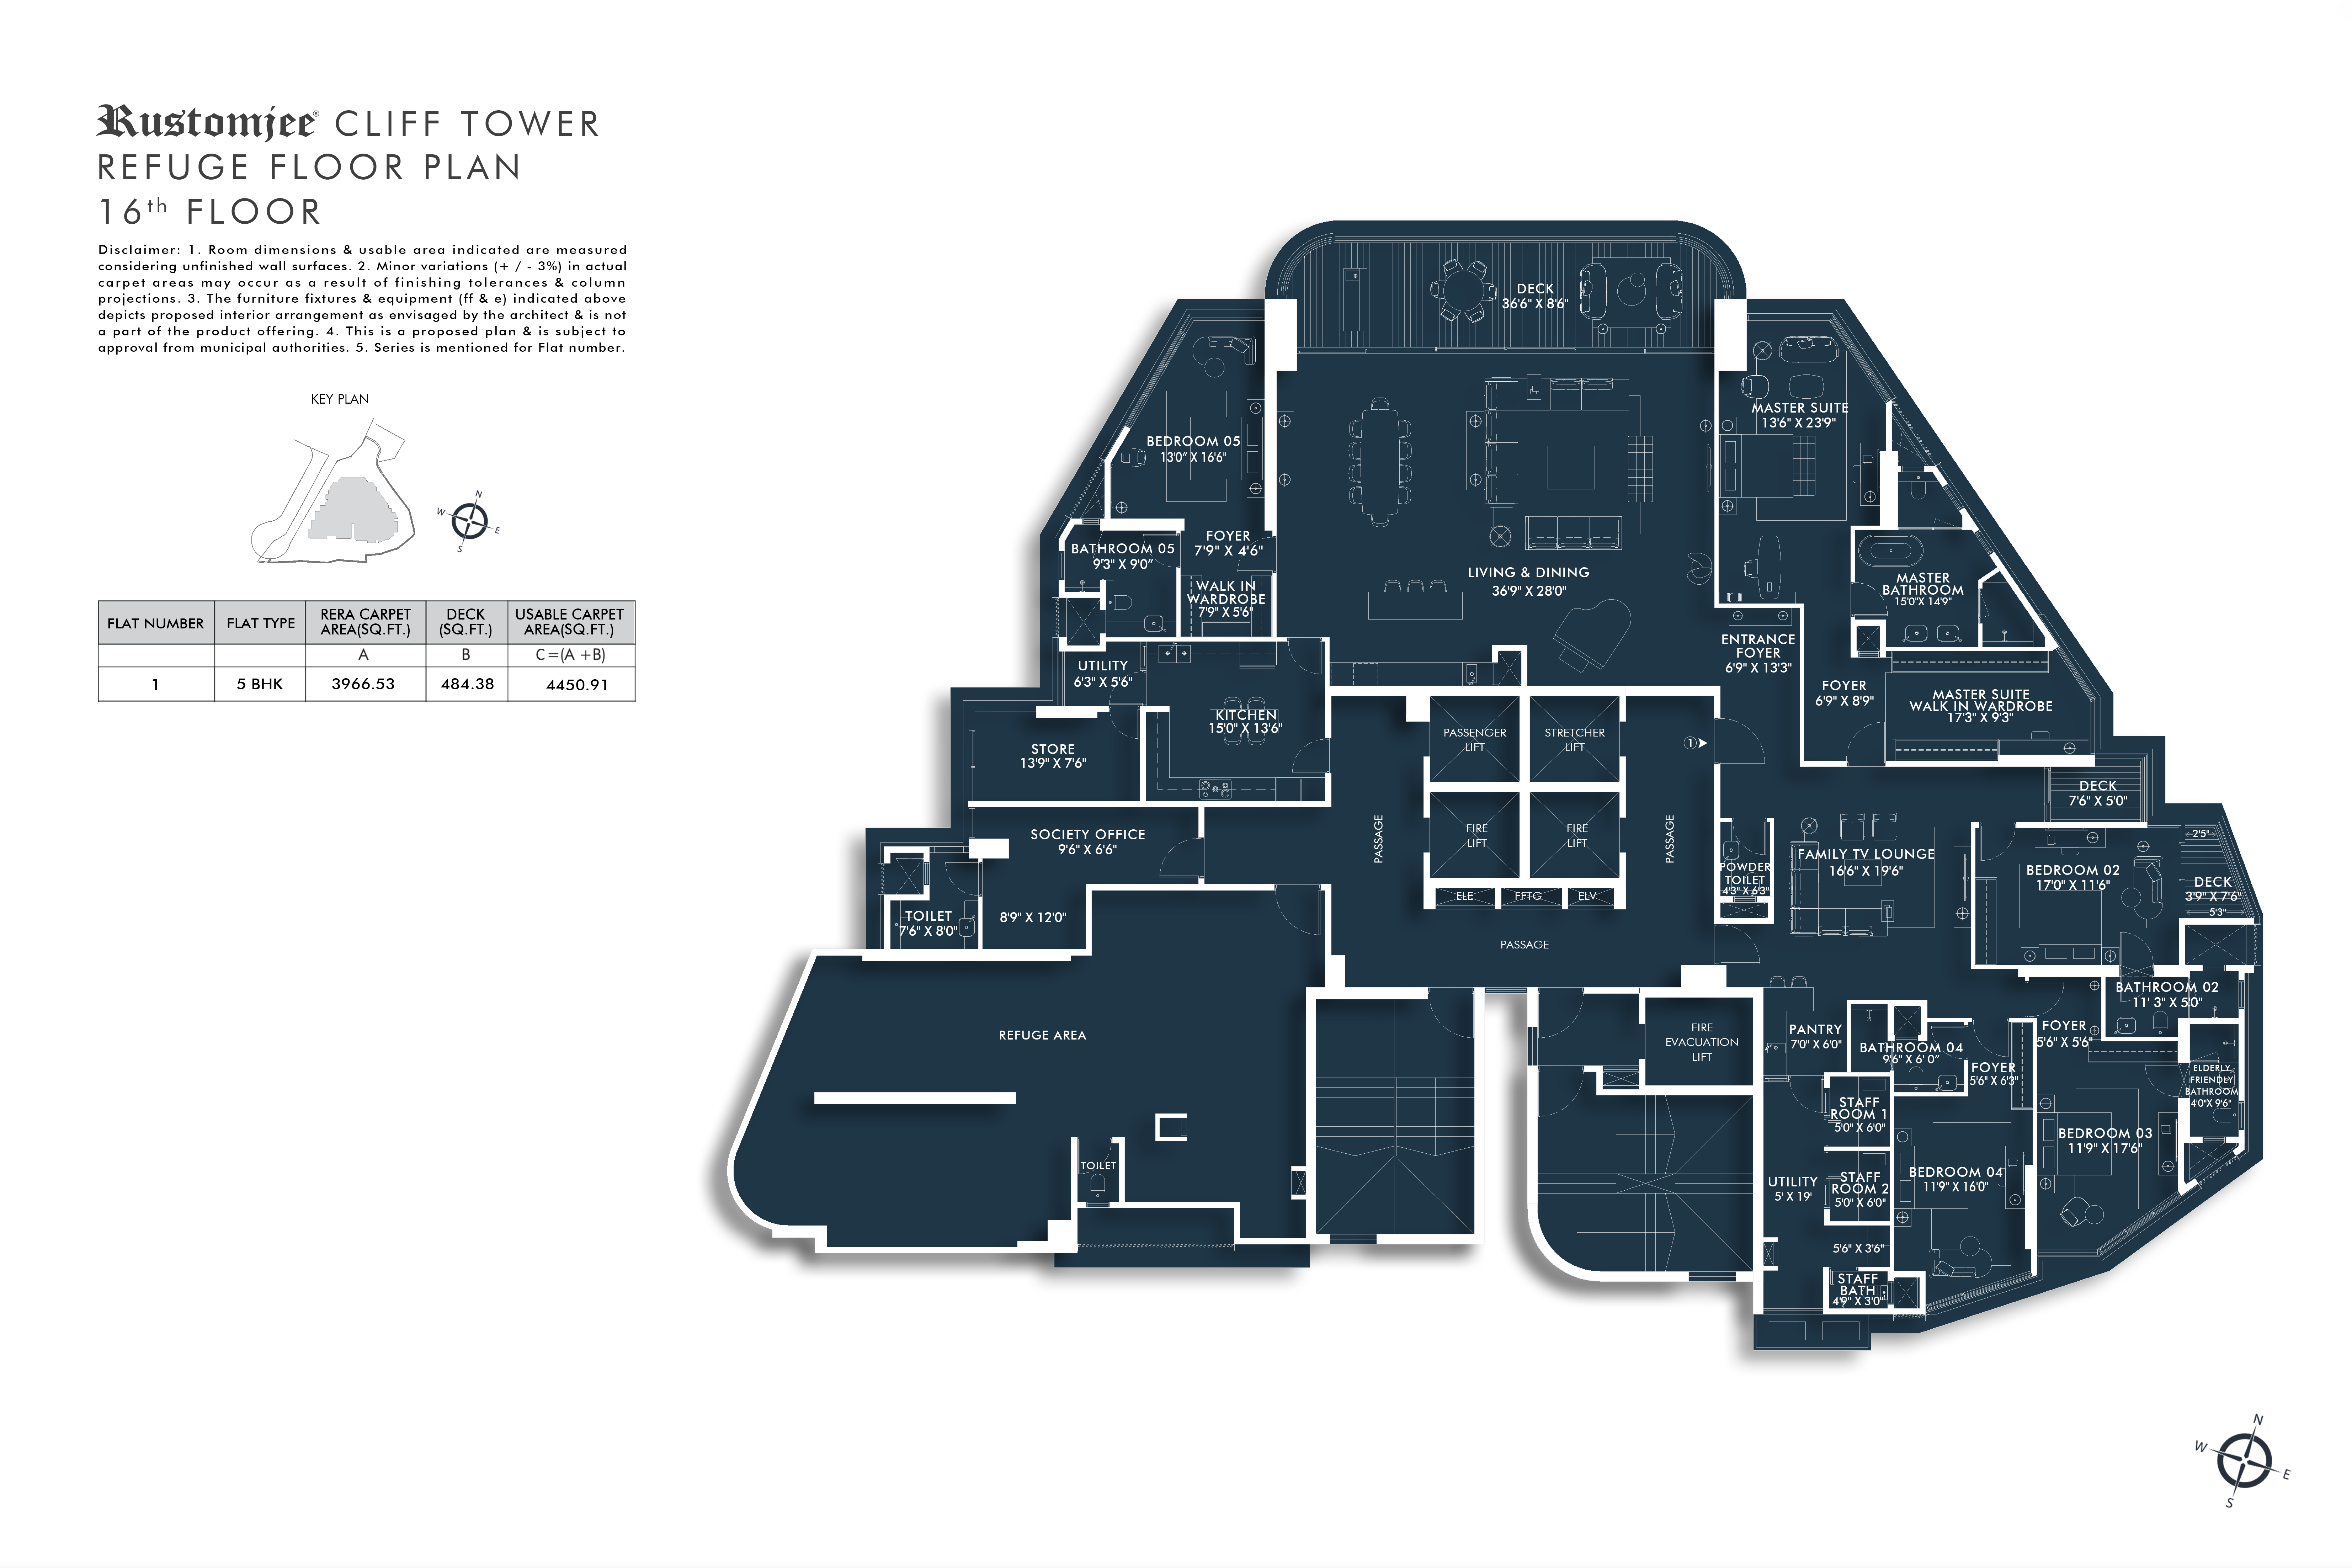 Rustomjee® CLIFF TOWER
REFUGE FLOOR PLAN
16th FLOOR
Disclaimer: 1. Room dimensions & usable area indicated are measured
considering unfinished wall surfaces. 2. Minor variations (+ / - 3%) in actual
carpet areas may occur as a result of finishing tolerances & column
projections. 3. The furniture fixtures & equipment (ff & e) indicated above
depicts proposed interior arrangement as envisaged by the architect & is not
a part of the product offering. 4. This is a proposed plan & is subject to
approval from municipal authorities. 5. Series is mentioned for Flat number.
KEY PLAN
N
W
E
S
FLAT NUMBER FLAT TYPE RERA CARPET AREA(SQ.FT.) DECK (SQ.FT.) USABLE CARPET AREA(SQ.FT.)
A B C=(A +B)
1 5 BHK 3966.53 484.38 4450.91
DECK
36'6" X 8'6"
MASTER SUITE
13'6" X 23'9"
BEDROOM 05
13'0" X 16'6"
FOYER
7'9" X 4'6"
BATHROOM 05
9'3" X 9'0"
WALK IN
WARDROBE
7'9" X 5'6"
LIVING & DINING
36'9" X 28'0"
MASTER
BATHROOM
15'0"X 14'9"
ENTRANCE
FOYER
6'9" X 13'3"
UTILITY
6'3" X 5'6"
FOYER
6'9" X 8'9"
MASTER SUITE
WALK IN WARDROBE
17'3" X 9'3"
KITCHEN
15'0" X 13'6"
PASSENGER
LIFT
STRETCHER
LIFT
1
STORE
13'9" X 7'6"
DECK
7'6" X 5'0"
SOCIETY OFFICE
9'6" X 6'6"
PASSAGE
FIRE
LIFT
FIRE
LIFT
PASSAGE
2'5"
POWDER
TOILET
4'3" X 6'3"
FAMILY TV LOUNGE
16'6" X 19'6"
BEDROOM 02
17'0" X 11'6"
DECK
3'9" X 7'6"
5'3"
ELE
FFTG
ELV
TOILET
7'6" X 8'0"
8'9" X 12'0"
PASSAGE
BATHROOM 02
11' 3" X 5'0"
REFUGE AREA
FIRE
EVACUATION
LIFT
PANTRY
7'0" X 6'0"
BATHROOM 04
9'6" X 6' 0"
FOYER
5'6" X 5'6"
FOYER
5'6" X 6'3"
ELDERLY
FRIENDLY
BATHROOM
4'0"X 9'6"
STAFF
ROOM 1
5'0" X 6'0"
BEDROOM 03
11'9" X 17'6"
TOILET
UTILITY
5' X 19'
STAFF
ROOM 2
5'0" X 6'0"
BEDROOM 04
11'9" X 16'0"
5'6" X 3'6"
STAFF
BATH
4'9" X 3'0"
N
W
E
S